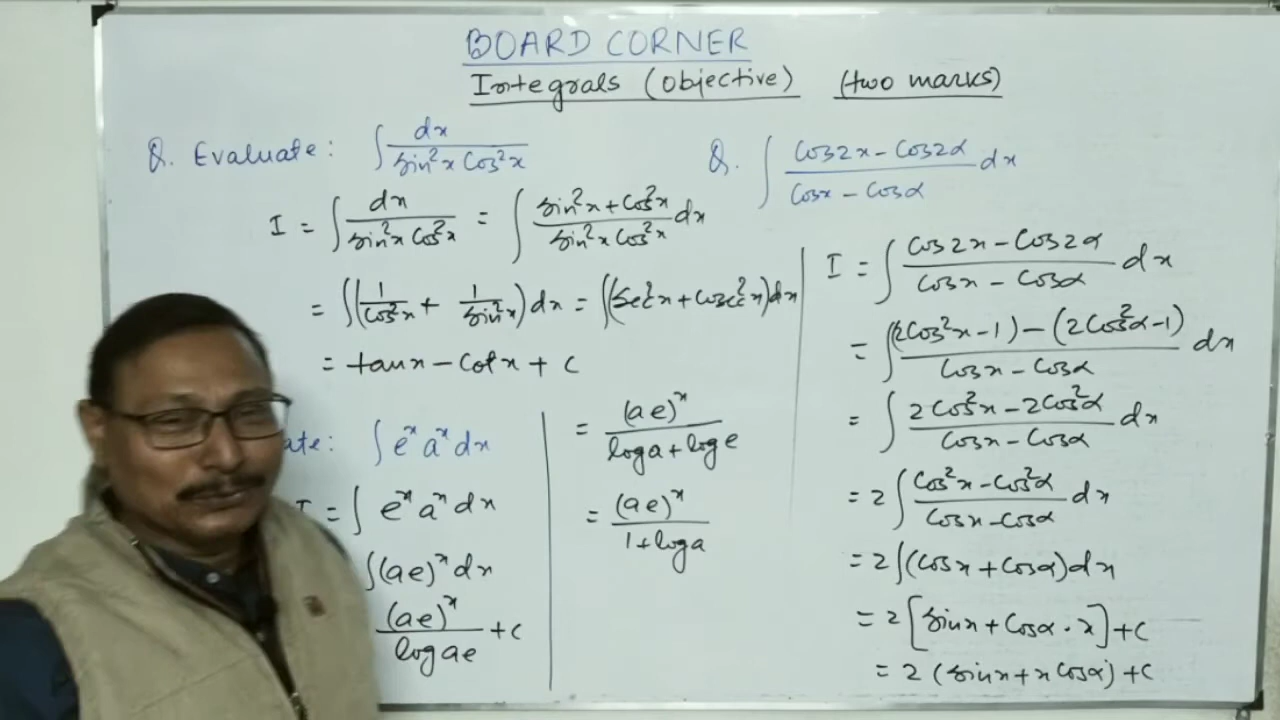 BOARD CORNER
Integrals (objective) (two marks)
Q. Evaluate: ∫ dx / sin²x Cos²x
I = ∫ dx / sin²x Cos²x = ∫ sin²x + Cos²x / sin²x Cos²x dx
= ∫(1/Cos²x + 1/sin²x) dx = ∫(Sec²x + Cosec²x)dx
= tanx - Cotx + C
ate: ∫ eˣ aˣ dx
I = ∫ eˣ aˣ dx
∫(ae)ˣ dx
(ae)ˣ / log ae + C
= (ae)ˣ / log a + log e
= (ae)ˣ / 1 + log a
Q. ∫ Cos2x - Cos2α / Cosx - Cosα dx
I = ∫ Cos2x - Cos2α / Cosx - Cosα dx
= ∫ (2Cos²x - 1) - (2Cos²α - 1) / Cosx - Cosα dx
= ∫ 2Cos²x - 2Cos²α / Cosx - Cosα dx
= 2 ∫ Cos²x - Cos²α / Cosx - Cosα dx
= 2 ∫(Cosx + Cosα)dx
= 2 [sinx + Cosα . x] + C
= 2 (sinx + x Cosα) + C